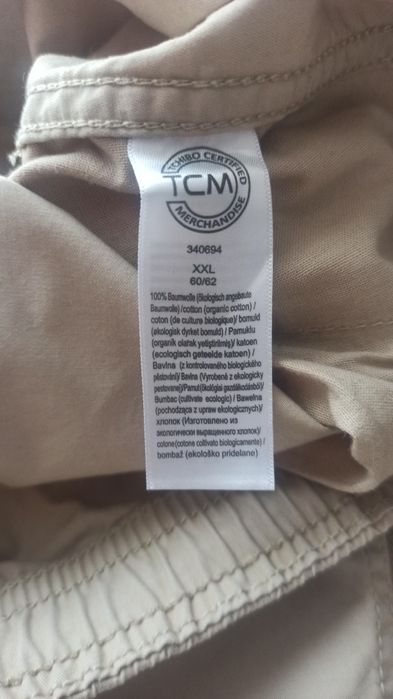 TCHIBO CERTIFIED
TCM
MERCHANDISE
340694
XXL
60/62
100% Baumwolle (ökologisch angebaute
Baumwolle) /cotton (organic cotton) /
coton (de culture biologique)/ bomuld
(økologisk dyrket bomuld) / Pamuklu
(organik olarak yetiştirilmiş)/ katoen
(ecologisch geteelde katoen) /
Bavlna (z kontrolovaného biologického
pěstování)/ Bavlna (Vyrobené z ekologicky
pestovanej)/Pamut(ökológiai gazdálkodásból)/
Bumbac (cultivate ecologic) / Bawełna
(pochodząca z upraw ekologicznych)/
хлопок (Изготовлено из
экологически выращенного хлопок)/
cotone (cotone coltivato biologicamente) /
bombaž (ekološko pridelane)